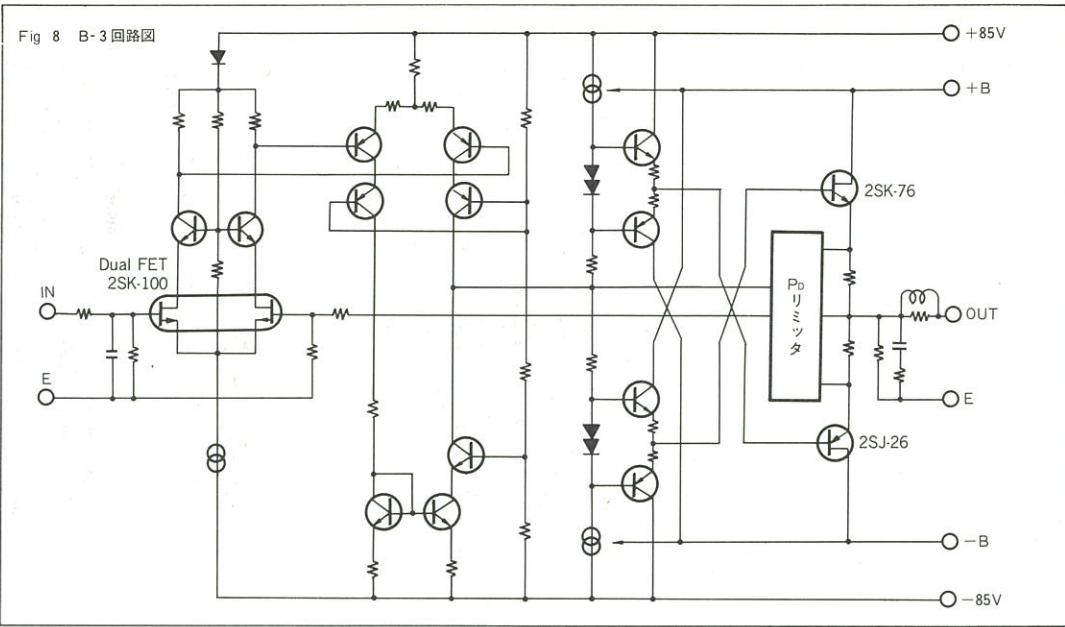 Fig 8 B-3回路図
+85V
+B
2SK-76
Dual FET
2SK-100
IN
PD リミッタ
OUT
E
E
2SJ-26
−B
−85V